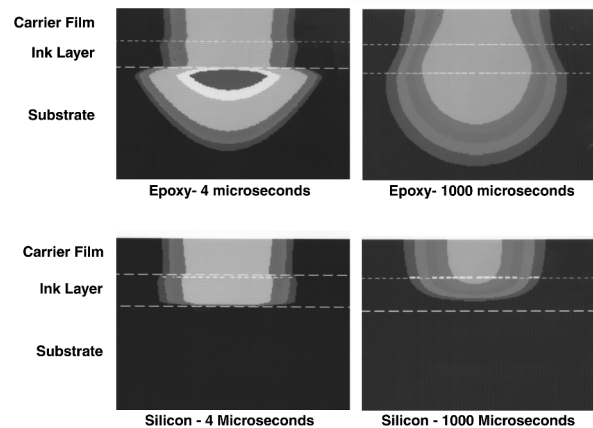 Carrier Film
Ink Layer
Substrate
Epoxy- 4 microseconds
Epoxy- 1000 microseconds
Carrier Film
Ink Layer
Substrate
Silicon - 4 Microseconds
Silicon - 1000 Microseconds